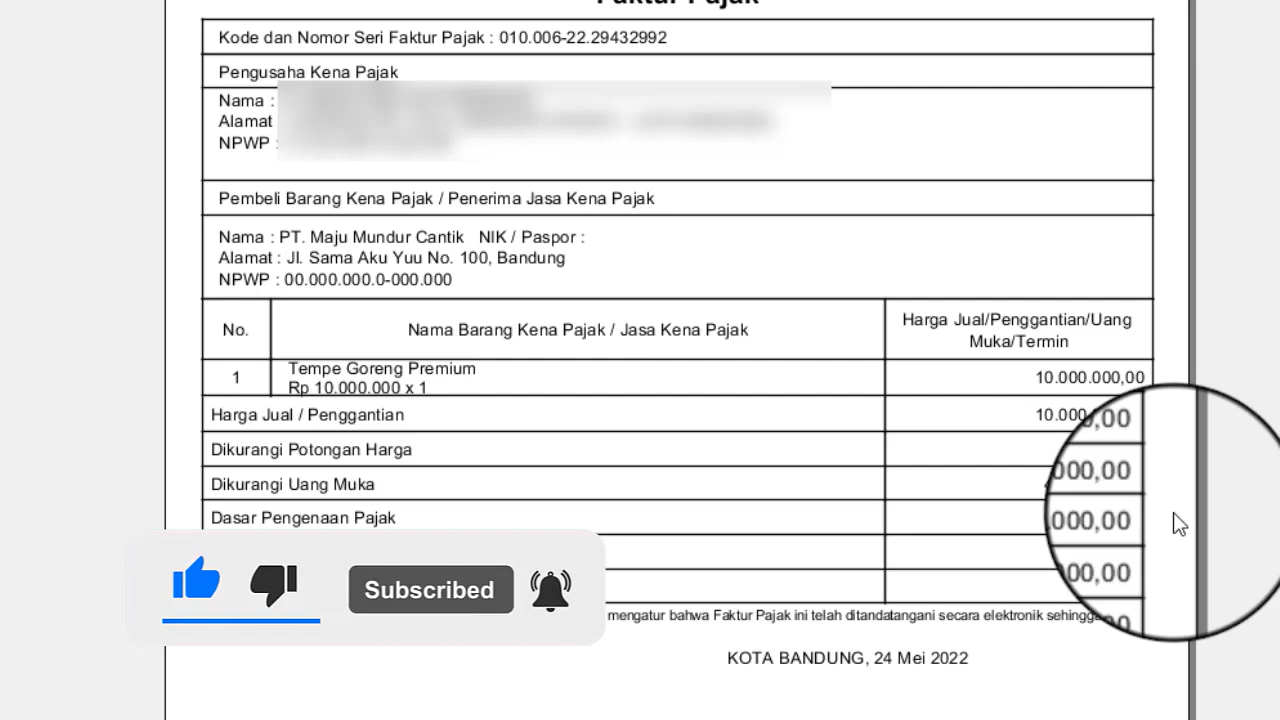 Faktur Pajak
Kode dan Nomor Seri Faktur Pajak : 010.006-22.29432992
Pengusaha Kena Pajak
Nama :
Alamat
NPWP :
Pembeli Barang Kena Pajak / Penerima Jasa Kena Pajak
Nama : PT. Maju Mundur Cantik NIK / Paspor :
Alamat : Jl. Sama Aku Yuu No. 100, Bandung
NPWP : 00.000.000.0-000.000
No. Nama Barang Kena Pajak / Jasa Kena Pajak Harga Jual/Penggantian/Uang
Muka/Termin
1 Tempe Goreng Premium
Rp 10.000.000 x 1 10.000.000,00
Harga Jual / Penggantian 10.000
0,00
Dikurangi Potongan Harga
000,00
Dikurangi Uang Muka
Dasar Pengenaan Pajak 000,00
00,00
Subscribed
mengatur bahwa Faktur Pajak ini telah ditandatangani secara elektronik sehingga
KOTA BANDUNG, 24 Mei 2022